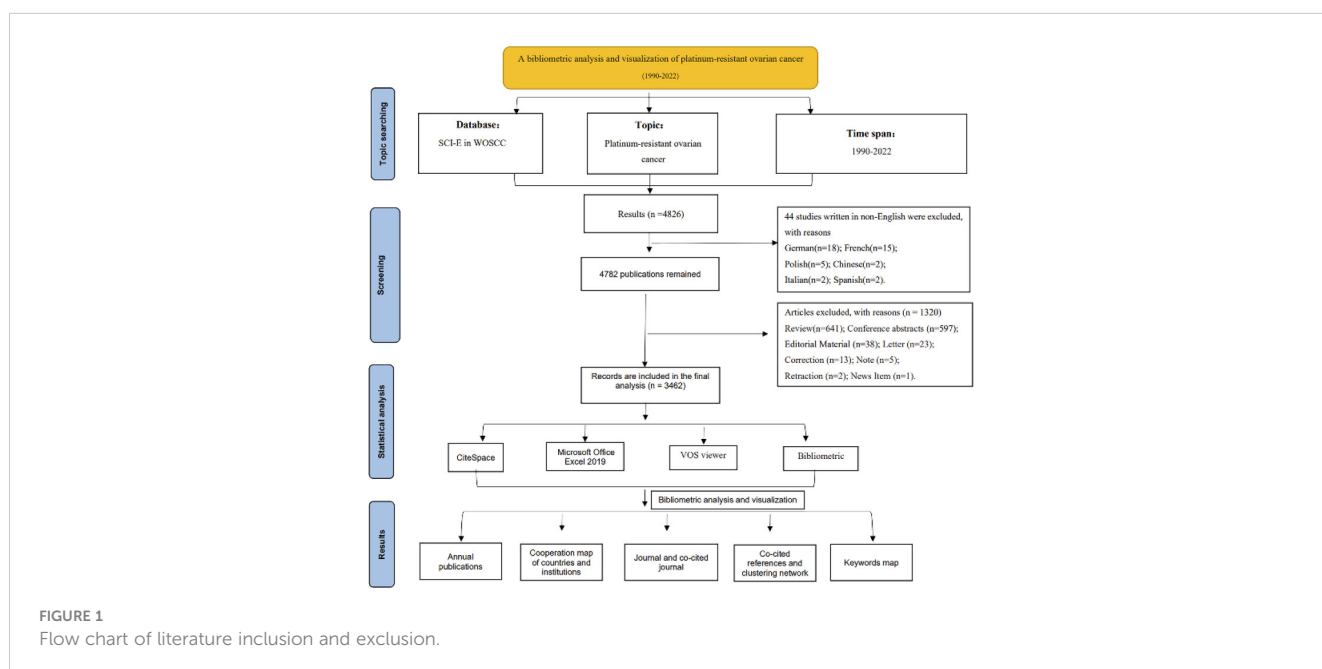 A bibliometric analysis and visualization of platinum-resistant ovarian cancer
(1990-2022)
Topic searching
Database：
SCI-E in WOSCC
Topic：
Platinum-resistant ovarian
cancer
Time span：
1990-2022
Screening
Results (n =4826)
44 studies written in non-English were excluded,
with reasons
German(n=18); French(n=15);
Polish(n=5); Chinese(n=2);
Italian(n=2); Spanish(n=2).
4782 publications remained
Articles excluded, with reasons (n = 1320)
Review(n=641); Conference abstracts (n=597);
Editorial Material (n=38); Letter (n=23);
Correction (n=13); Note (n=5);
Retraction (n=2); News Item (n=1).
Statistical analysis
Records are included in the final
analysis (n = 3462)
CiteSpace
Microsoft Office
Excel 2019
VOS viewer
Bibliometric
Bibliometric analysis and visualization
Results
Annual
publications
Cooperation map
of countries and
institutions
Journal and co-cited
journal
Co-cited
references and
clustering network
Keywords map
FIGURE 1
Flow chart of literature inclusion and exclusion.